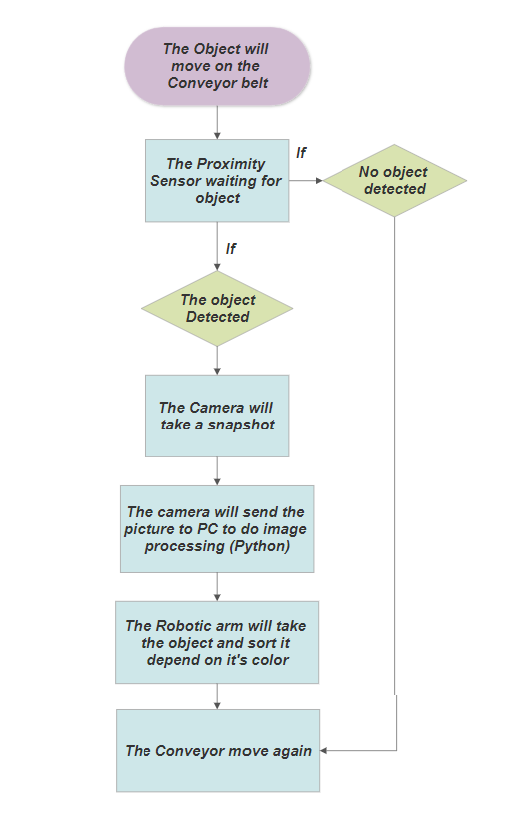 The Object will
move on the
Conveyor belt
The Proximity
Sensor waiting for
object
If
No object
detected
If
The object
Detected
The Camera will
take a snapshot
The camera will send the
picture to PC to do image
processing (Python)
The Robotic arm will take
the object and sort it
depend on it's color
The Conveyor move again